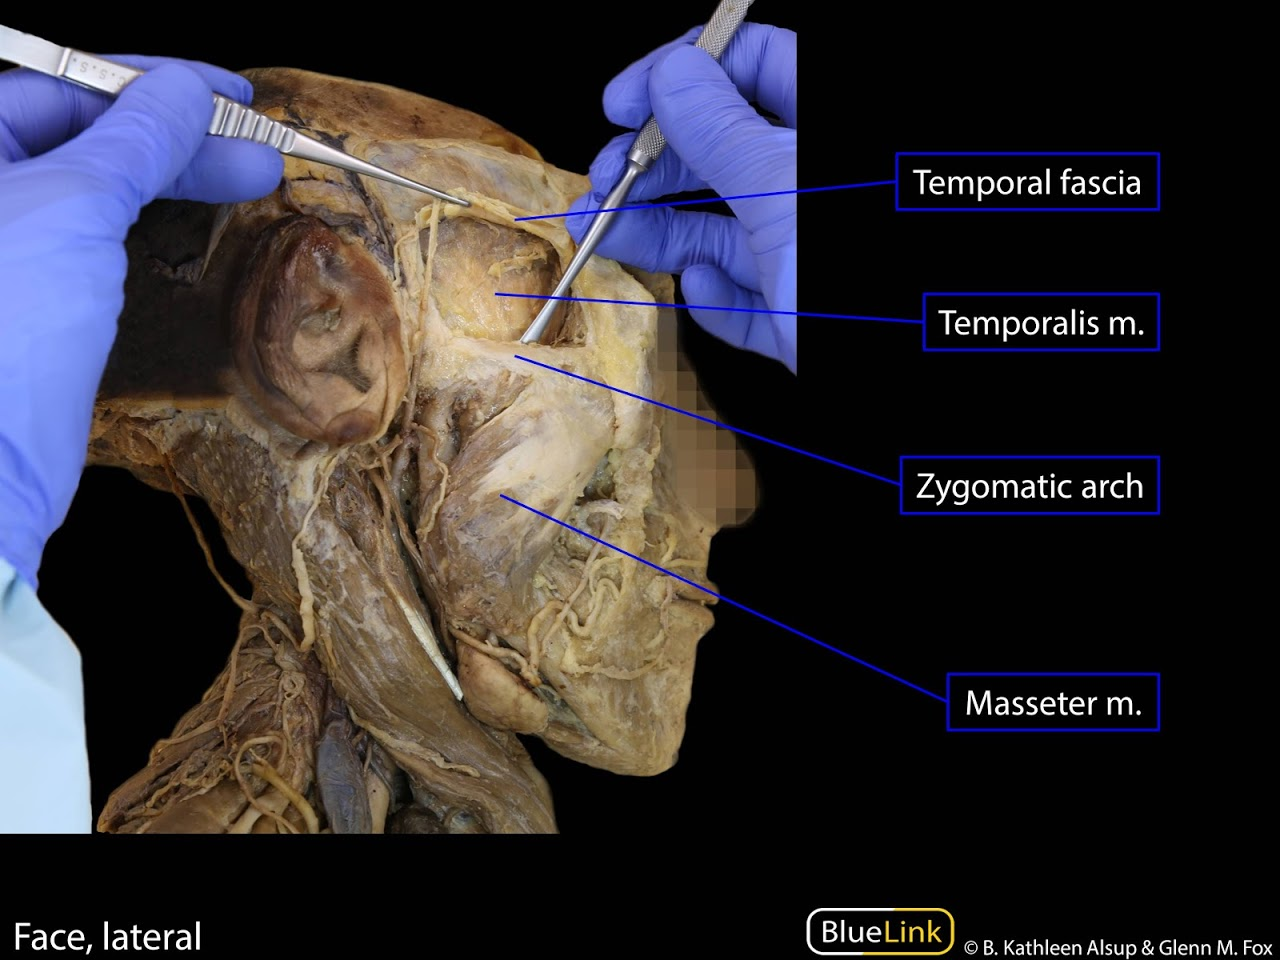 Temporal fascia
Temporalis m.
Zygomatic arch
Masseter m.
Face, lateral
BlueLink
© B. Kathleen Alsup & Glenn M. Fox